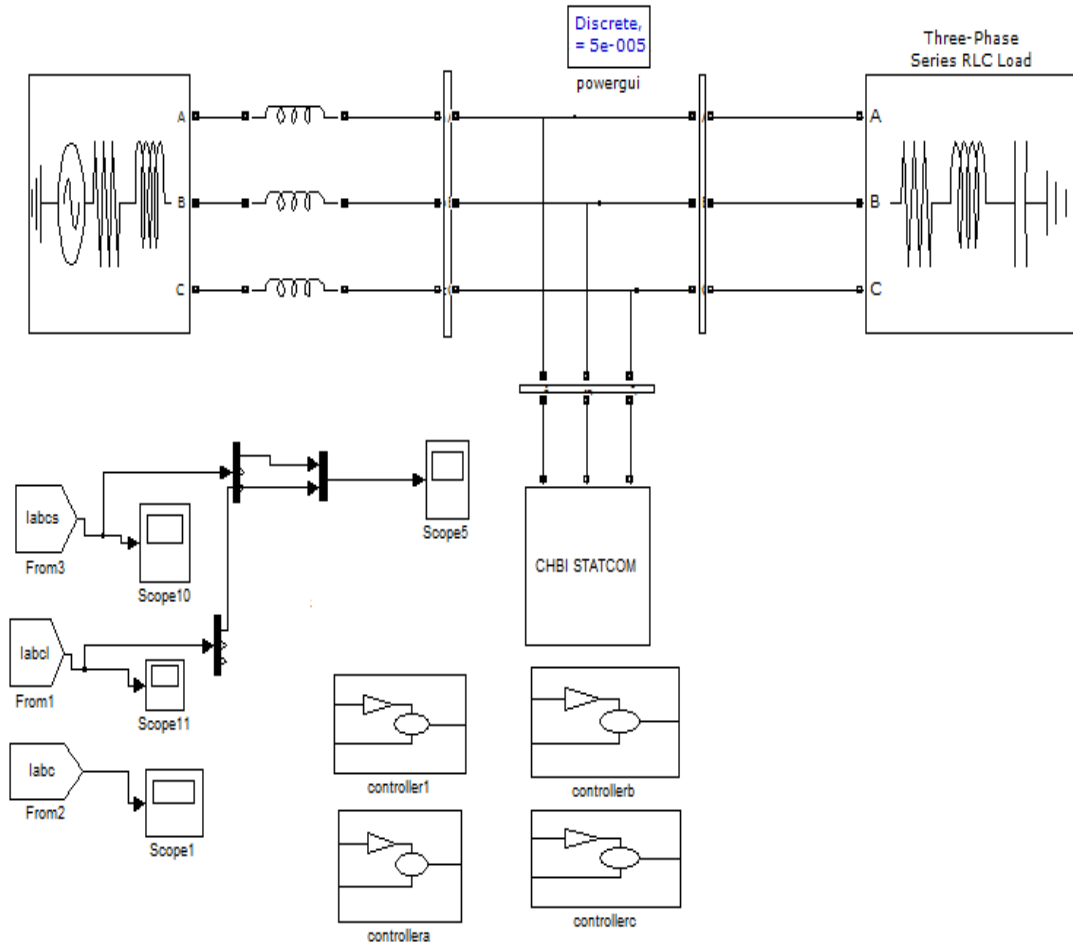 Discrete,
= 5e-005
powergui
Three-Phase
Series RLC Load
A
B
C
A
B
C
Iabcs
From3
Scope10
Scope5
CHBI STATCOM
Iabcl
From1
Scope11
Iabc
From2
Scope1
controller1
controllerb
controllera
controllerc